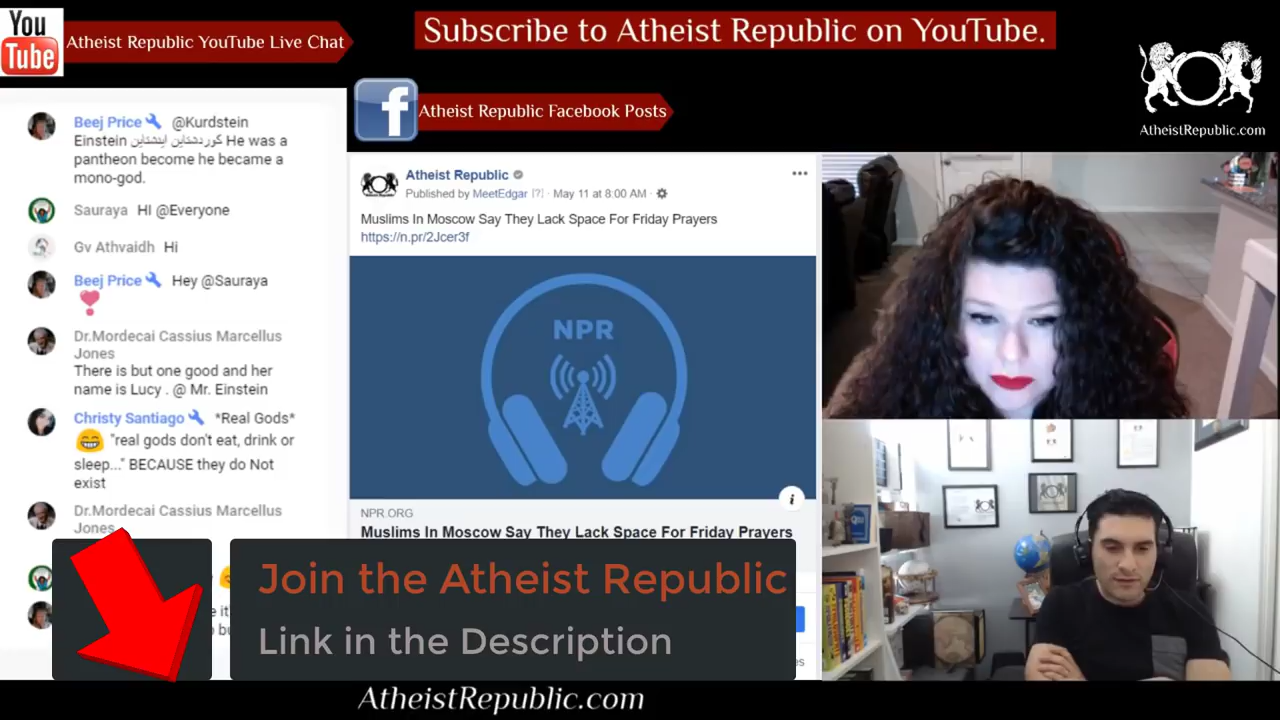 You
Tube
Atheist Republic YouTube Live Chat
Subscribe to Atheist Republic on YouTube.
AtheistRepublic.com
f
Atheist Republic Facebook Posts
Beej Price @Kurdstein
Einstein گوردشتاین اینشتاین He was a
pantheon become he became a
mono-god.
Sauraya HI @Everyone
Gv Athvaidh Hi
Beej Price Hey @Sauraya
Dr.Mordecai Cassius Marcellus
Jones
There is but one good and her
name is Lucy . @ Mr. Einstein
Christy Santiago *Real Gods*
"real gods don't eat, drink or
sleep..." BECAUSE they do Not
exist
Dr.Mordecai Cassius Marcellus
Jones
Atheist Republic
Published by MeetEdgar [?] · May 11 at 8:00 AM ·
Muslims In Moscow Say They Lack Space For Friday Prayers
https://n.pr/2Jcer3f
NPR
i
NPR.ORG
Muslims In Moscow Say They Lack Space For Friday Prayers
Join the Atheist Republic
Link in the Description
AtheistRepublic.com